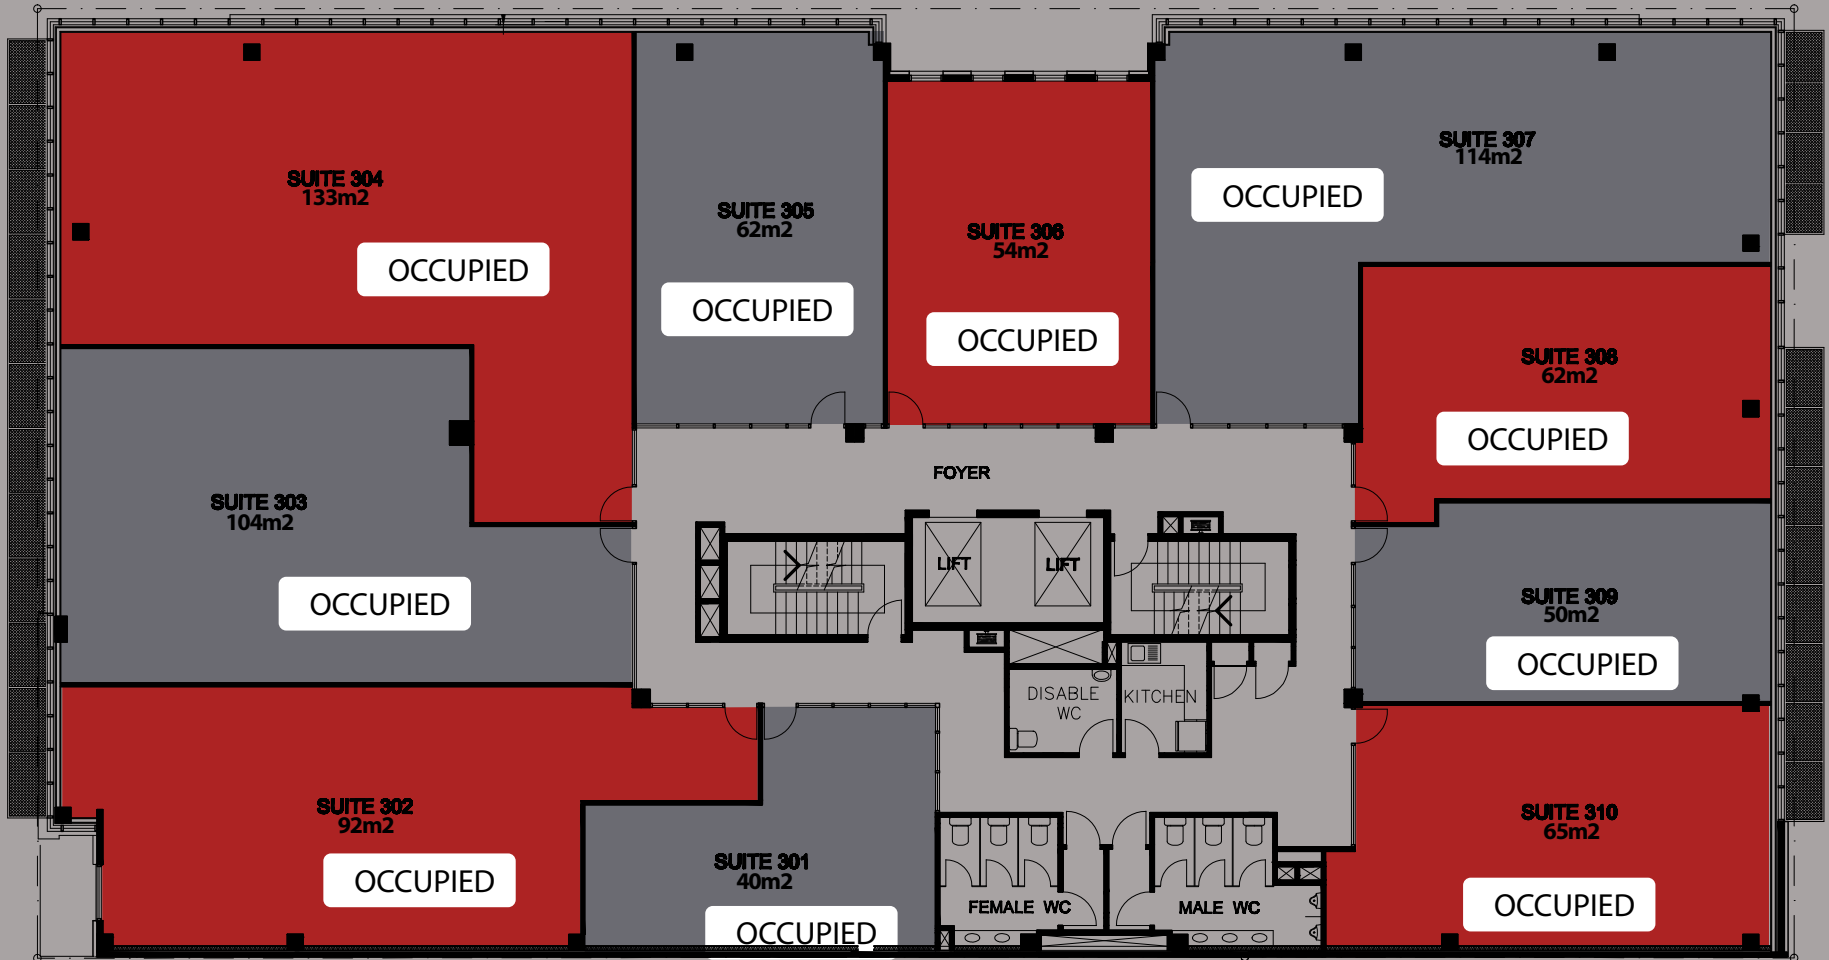 SUITE 304
133m2
OCCUPIED
SUITE 305
62m2
OCCUPIED
SUITE 306
54m2
OCCUPIED
SUITE 307
114m2
OCCUPIED
SUITE 308
62m2
OCCUPIED
SUITE 303
104m2
OCCUPIED
FOYER
LIFT
LIFT
SUITE 309
50m2
OCCUPIED
DISABLE
WC
KITCHEN
SUITE 302
92m2
OCCUPIED
SUITE 301
40m2
OCCUPIED
FEMALE WC
MALE WC
SUITE 310
65m2
OCCUPIED